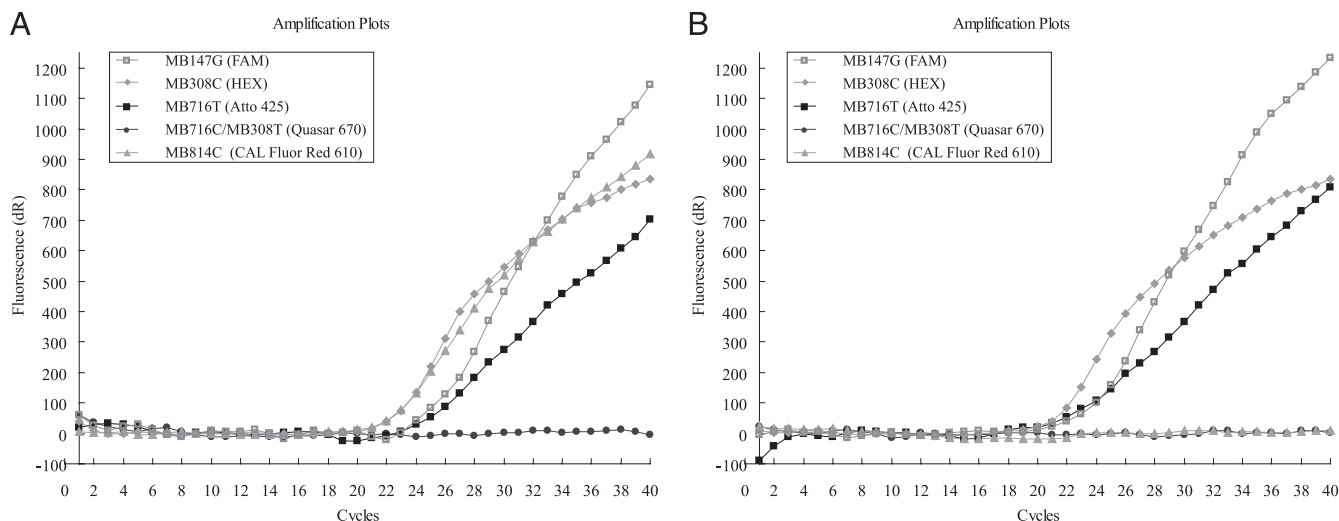 A
Amplification Plots
MB147G (FAM)
MB308C (HEX)
MB716T (Atto 425)
MB716C/MB308T (Quasar 670)
MB814C (CAL Fluor Red 610)
Fluorescence (dR)
1200
1100
1000
900
800
700
600
500
400
300
200
100
0
-100
0 2 4 6 8 10 12 14 16 18 20 22 24 26 28 30 32 34 36 38 40
Cycles
B
Amplification Plots
MB147G (FAM)
MB308C (HEX)
MB716T (Atto 425)
MB716C/MB308T (Quasar 670)
MB814C (CAL Fluor Red 610)
Fluorescence (dR)
1200
1100
1000
900
800
700
600
500
400
300
200
100
0
-100
0 2 4 6 8 10 12 14 16 18 20 22 24 26 28 30 32 34 36 38 40
Cycles